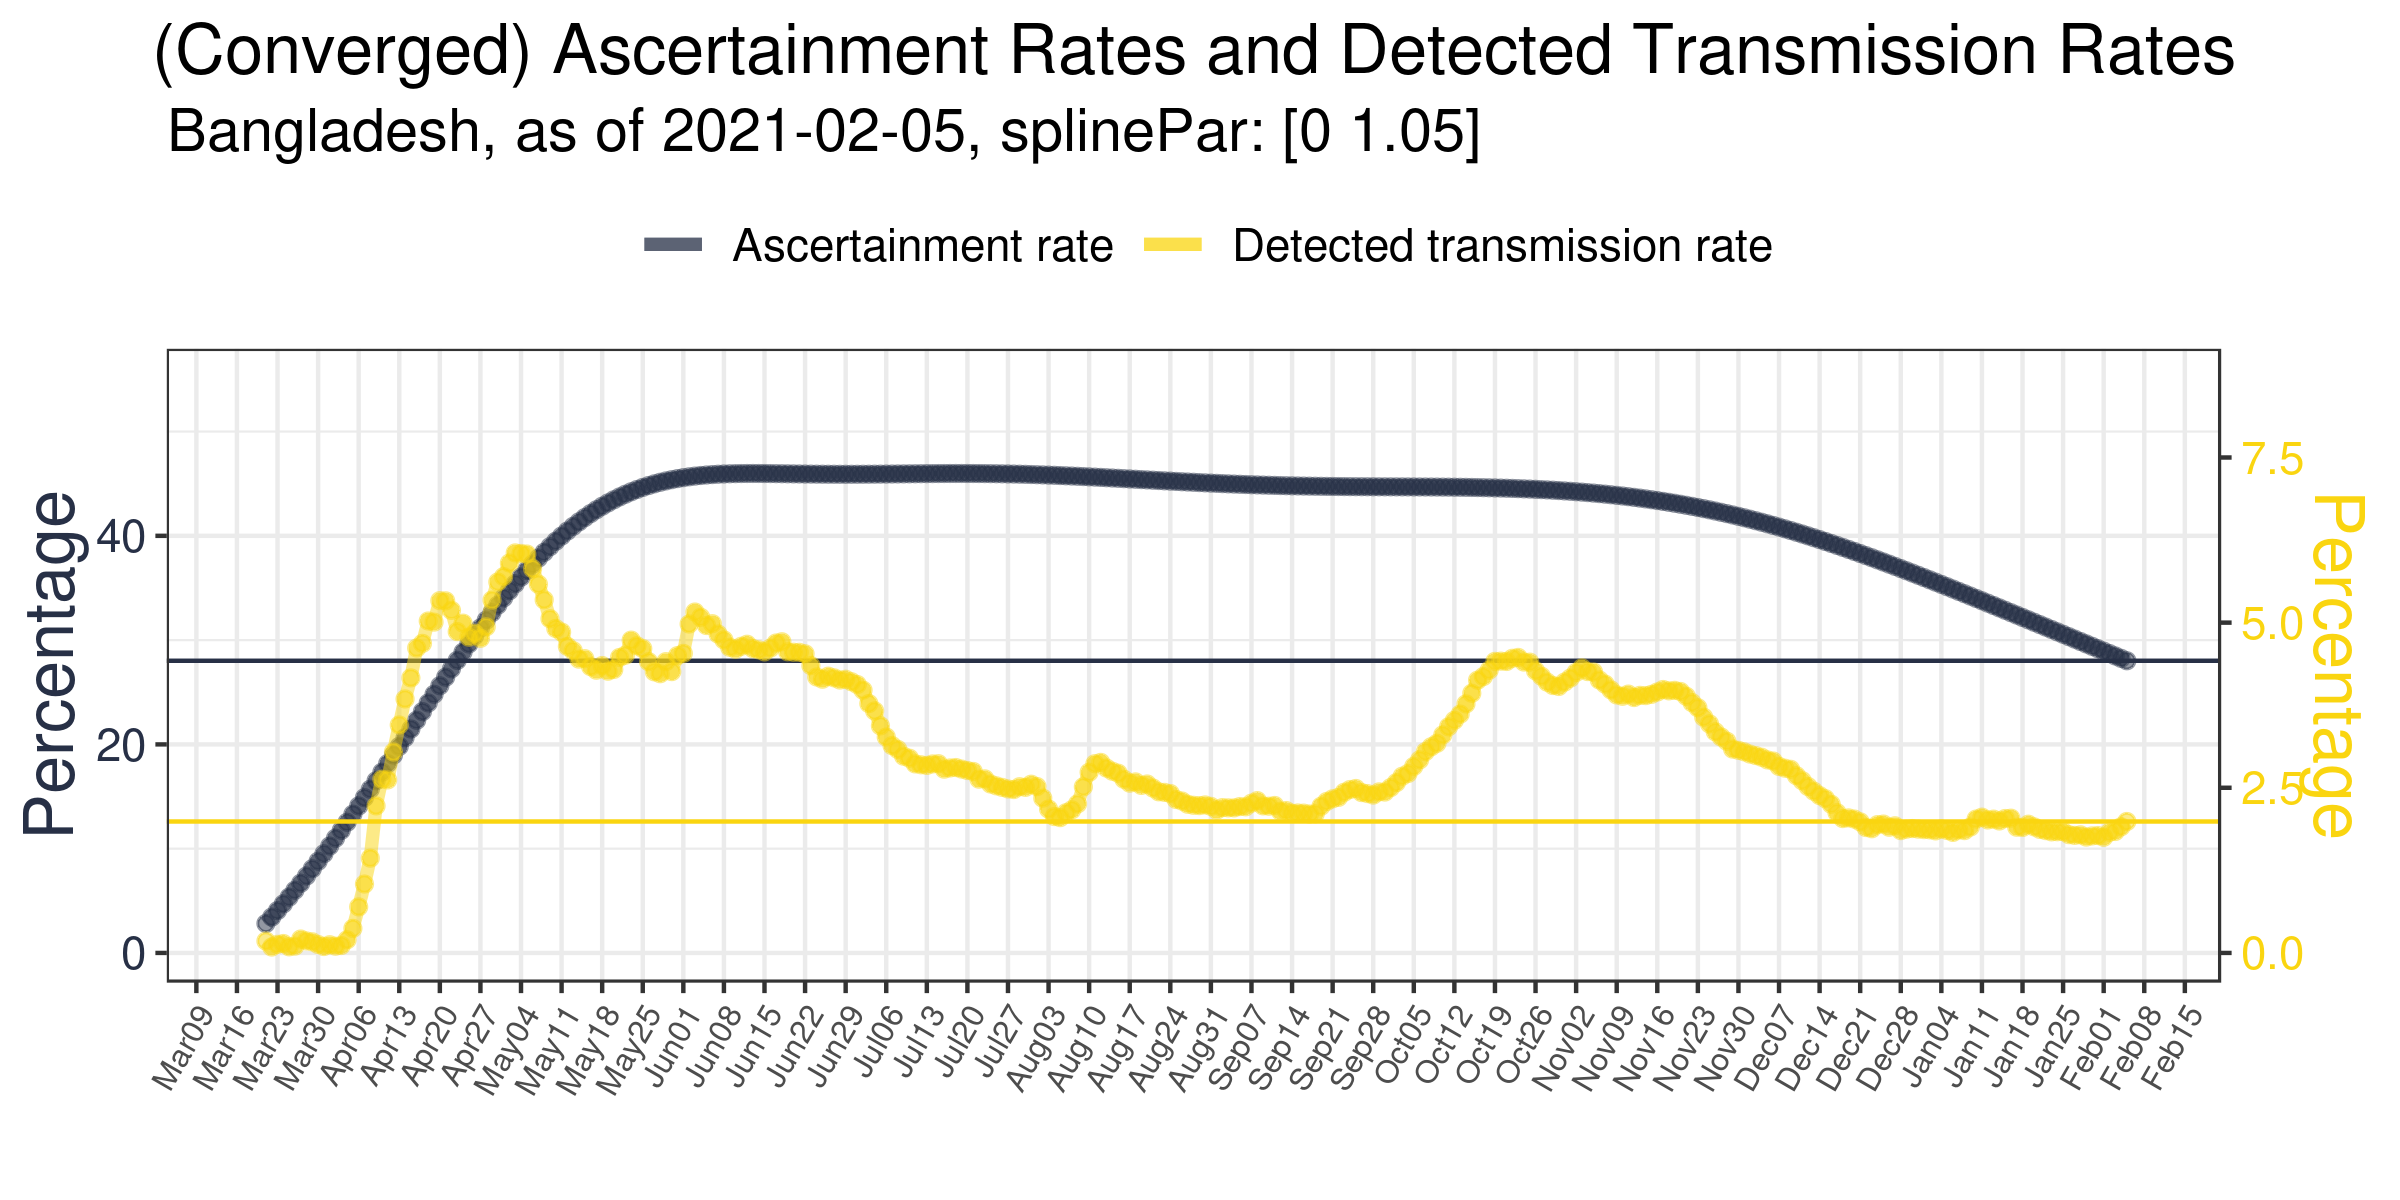 (Converged) Ascertainment Rates and Detected Transmission Rates
Bangladesh, as of 2021-02-05, splinePar: [0 1.05]
Ascertainment rate
Detected transmission rate
Percentage
40
20
0
7.5
5.0
2.5
0.0
Percentage
Mar09
Mar16
Mar23
Mar30
Apr06
Apr13
Apr20
Apr27
May04
May11
May18
May25
Jun01
Jun08
Jun15
Jun22
Jun29
Jul06
Jul13
Jul20
Jul27
Aug03
Aug10
Aug17
Aug24
Aug31
Sep07
Sep14
Sep21
Sep28
Oct05
Oct12
Oct19
Oct26
Nov02
Nov09
Nov16
Nov23
Nov30
Dec07
Dec14
Dec21
Dec28
Jan04
Jan11
Jan18
Jan25
Feb01
Feb08
Feb15